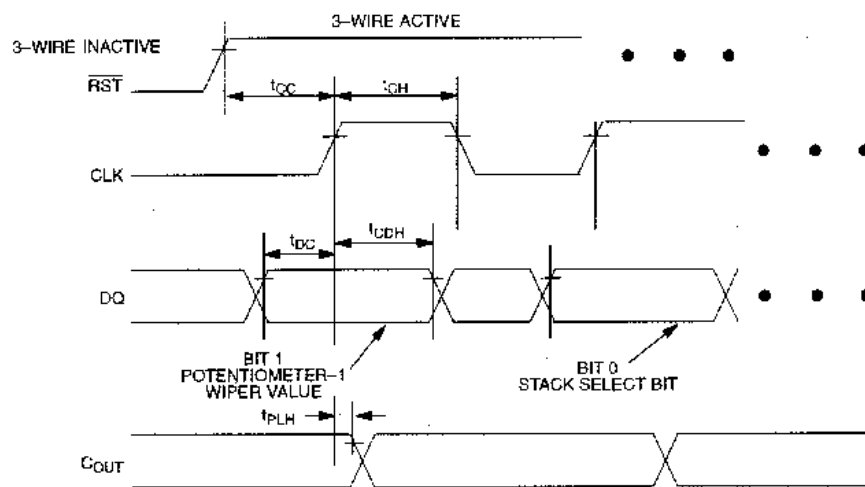 3–WIRE ACTIVE
3–WIRE INACTIVE
RST
tCC
tCH
CLK
tDC
tCDH
DQ
BIT 1
POTENTIOMETER–1
WIPER VALUE
BIT 0
STACK SELECT BIT
tPLH
COUT